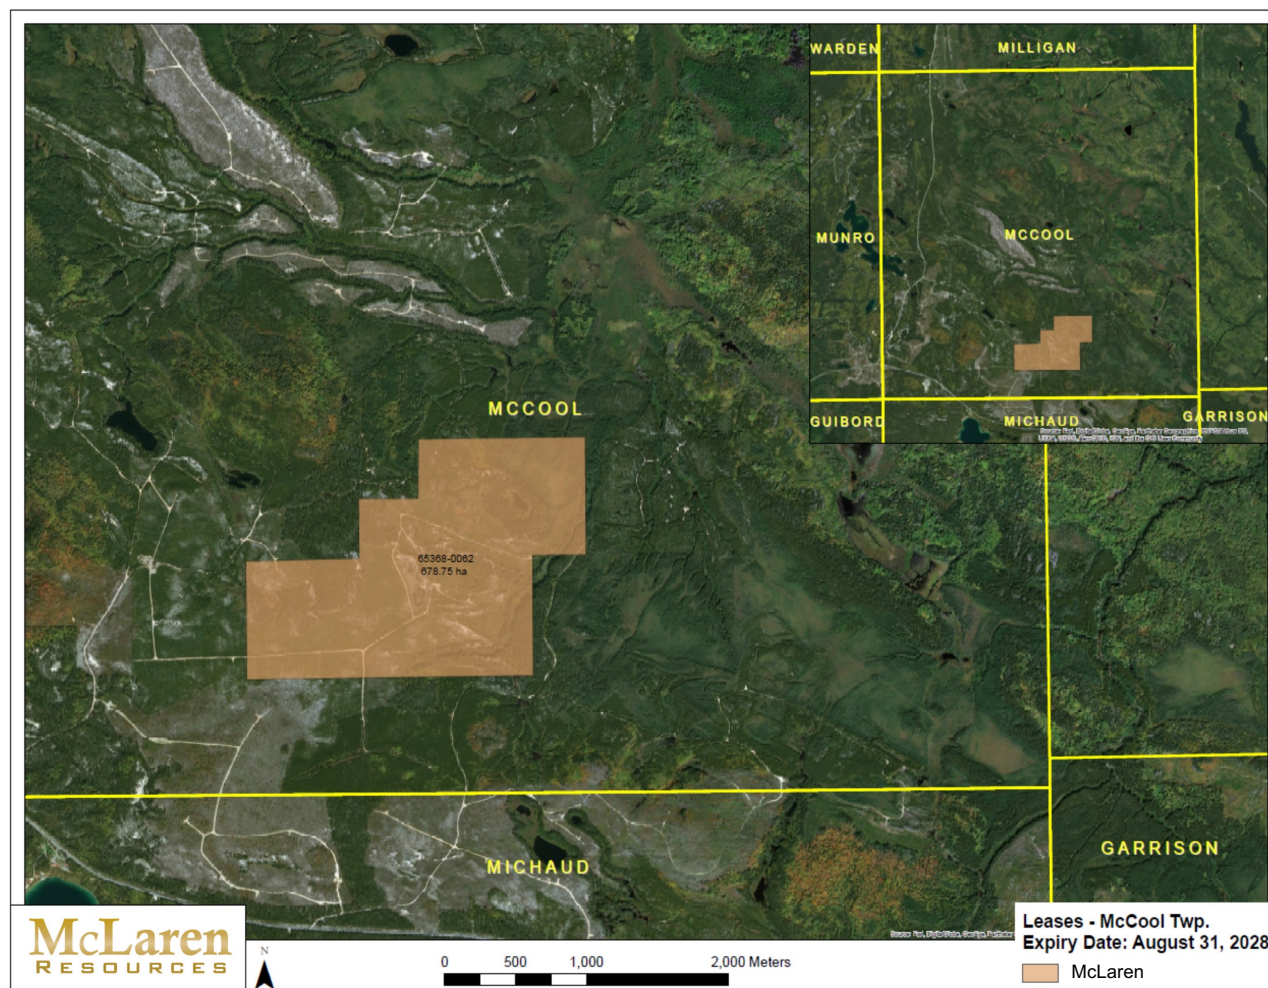 WARDEN
MILLIGAN
MUNRO
MCCOOL
GUIBORD
MICHAUD
GARRISON
MCCOOL
65368-0062
678.75 ha
MICHAUD
GARRISON
McLaren
RESOURCES
N
0 500 1,000 2,000 Meters
Leases - McCool Twp.
Expiry Date: August 31, 2028
McLaren